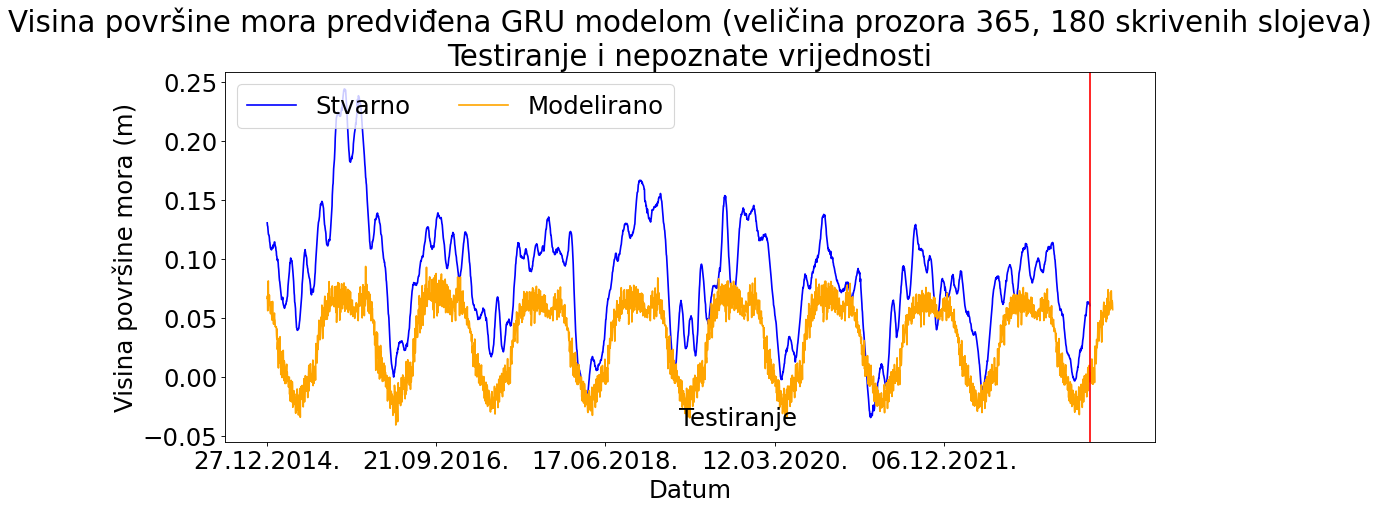 Visina površine mora predviđena GRU modelom (veličina prozora 365, 180 skrivenih slojeva)
Testiranje i nepoznate vrijednosti
Stvarno
Modelirano
Visina površine mora (m)
0.25
0.20
0.15
0.10
0.05
0.00
−0.05
Testiranje
27.12.2014.
21.09.2016.
17.06.2018.
12.03.2020.
06.12.2021.
Datum